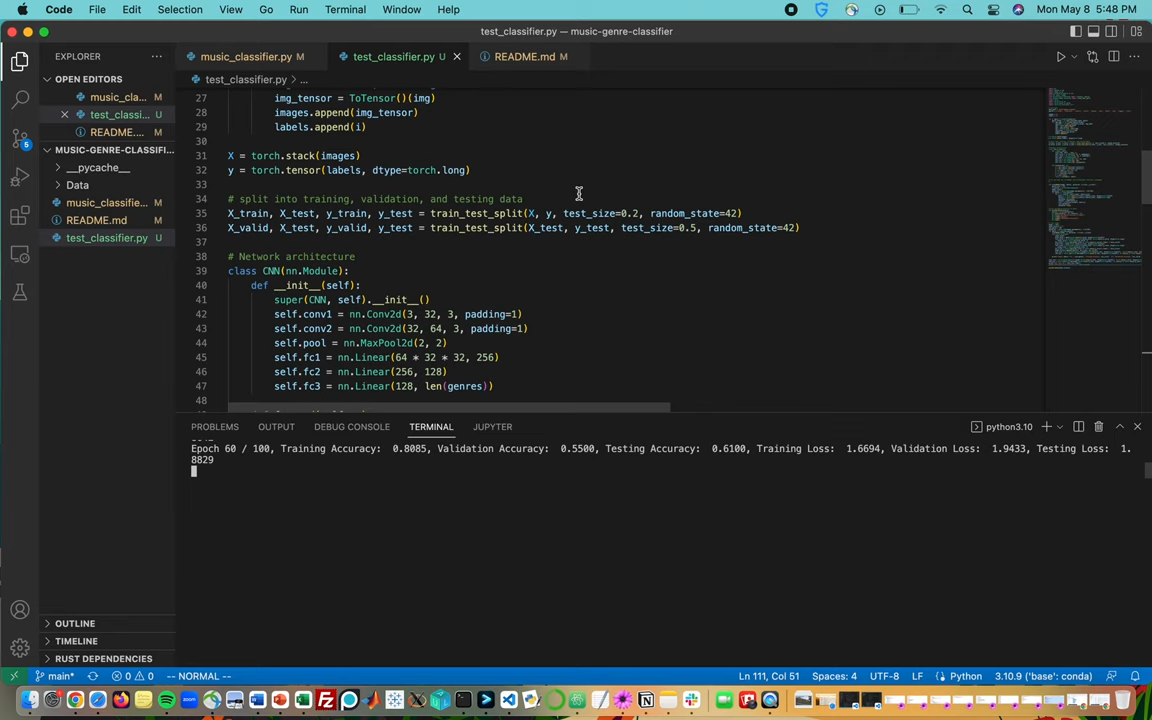 Code File Edit Selection View Go Run Terminal Window Help Mon May 8 5:48 PM
test_classifier.py — music-genre-classifier
EXPLORER
music_classifier.py M test_classifier.py U README.md M
OPEN EDITORS
test_classifier.py > ...
music_cla... M
test_classi... U
README.... M
MUSIC-GENRE-CLASSIFI...
__pycache__
Data
music_classifie... M
README.md M
test_classifier.py U
27 img_tensor = ToTensor()(img)
28 images.append(img_tensor)
29 labels.append(i)
30
31 X = torch.stack(images)
32 y = torch.tensor(labels, dtype=torch.long)
33
34 # split into training, validation, and testing data
35 X_train, X_test, y_train, y_test = train_test_split(X, y, test_size=0.2, random_state=42)
36 X_valid, X_test, y_valid, y_test = train_test_split(X_test, y_test, test_size=0.5, random_state=42)
37
38 # Network architecture
39 class CNN(nn.Module):
40 def __init__(self):
41 super(CNN, self).__init__()
42 self.conv1 = nn.Conv2d(3, 32, 3, padding=1)
43 self.conv2 = nn.Conv2d(32, 64, 3, padding=1)
44 self.pool = nn.MaxPool2d(2, 2)
45 self.fc1 = nn.Linear(64 * 32 * 32, 256)
46 self.fc2 = nn.Linear(256, 128)
47 self.fc3 = nn.Linear(128, len(genres))
48
PROBLEMS OUTPUT DEBUG CONSOLE TERMINAL JUPYTER python3.10
Epoch 60 / 100, Training Accuracy: 0.8085, Validation Accuracy: 0.5500, Testing Accuracy: 0.6100, Training Loss: 1.6694, Validation Loss: 1.9433, Testing Loss: 1.
8829
5
OUTLINE
TIMELINE
RUST DEPENDENCIES
main* 0 0 -- NORMAL -- Ln 111, Col 51 Spaces: 4 UTF-8 LF Python 3.10.9 ('base': conda)